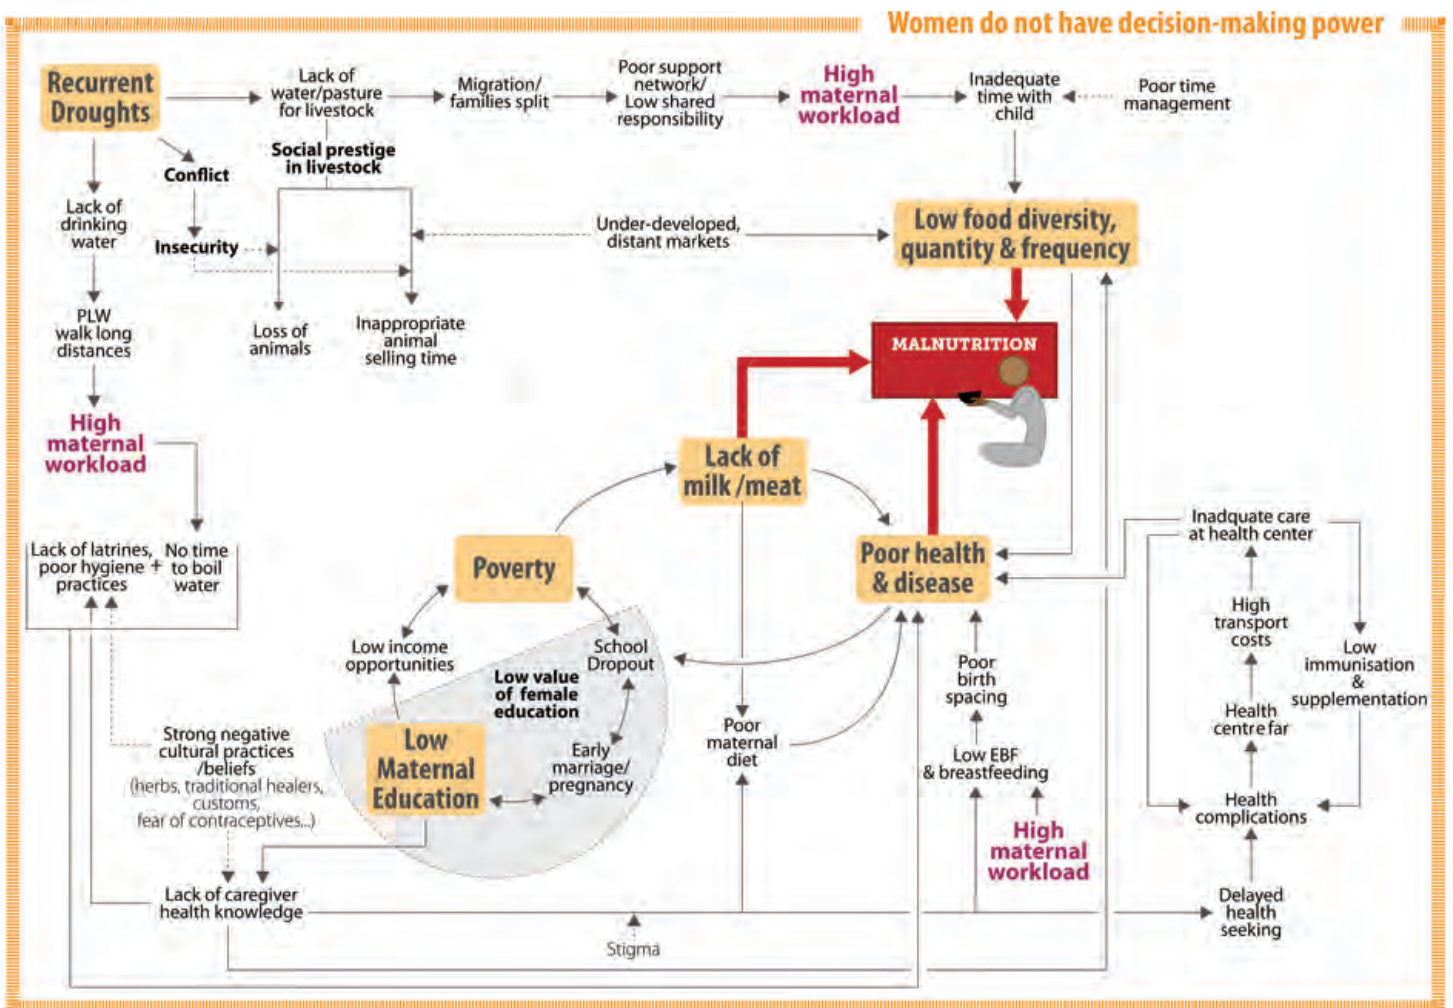 Women do not have decision-making power
Recurrent
Droughts
Lack of
water/pasture
for livestock
Migration/
families split
Poor support
network/
Low shared
responsibility
High
maternal
workload
Inadequate
time with
child
Poor time
management
Social prestige
in livestock
Conflict
Insecurity
Lack of
drinking
water
Under-developed,
distant markets
Low food diversity,
quantity & frequency
PLW
walk long
distances
Loss of
animals
Inappropriate
animal
selling time
MALNUTRITION
High
maternal
workload
Lack of
milk /meat
Lack of latrines,
poor hygiene +
practices
No time
to boil
water
Poverty
Poor health
& disease
Inadquate care
at health center
High
transport
costs
Low
immunisation
&
supplementation
Low income
opportunities
School
Dropout
Low value
of female
education
Poor
birth
spacing
Health
centre far
Strong negative
cultural practices
/beliefs
(herbs, traditional healers,
customs,
fear of contraceptives...)
Low
Maternal
Education
Early
marriage/
pregnancy
Poor
maternal
diet
Low EBF
& breastfeeding
Health
complications
High
maternal
workload
Lack of caregiver
health knowledge
Stigma
Delayed
health
seeking